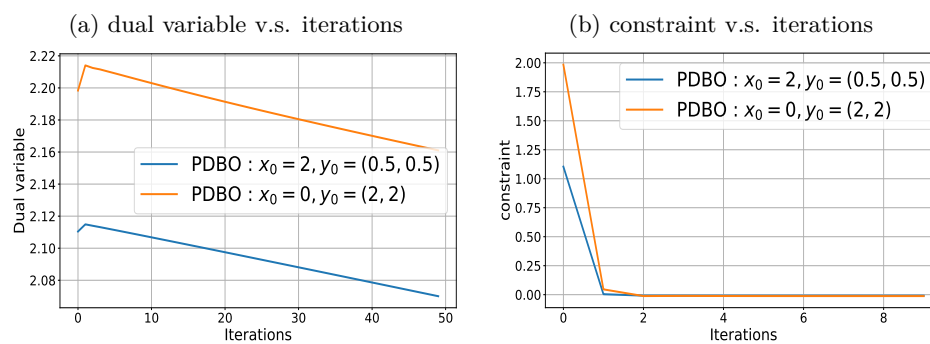 (a) dual variable v.s. iterations
2.22
2.20
2.18
2.16
2.14
2.12
2.10
2.08
Dual variable
PDBO : x₀ = 2, y₀ = (0.5, 0.5)
PDBO : x₀ = 0, y₀ = (2, 2)
0 10 20 30 40 50
Iterations
(b) constraint v.s. iterations
2.00
1.75
1.50
1.25
1.00
0.75
0.50
0.25
0.00
constraint
PDBO : x₀ = 2, y₀ = (0.5, 0.5)
PDBO : x₀ = 0, y₀ = (2, 2)
0 2 4 6 8
Iterations